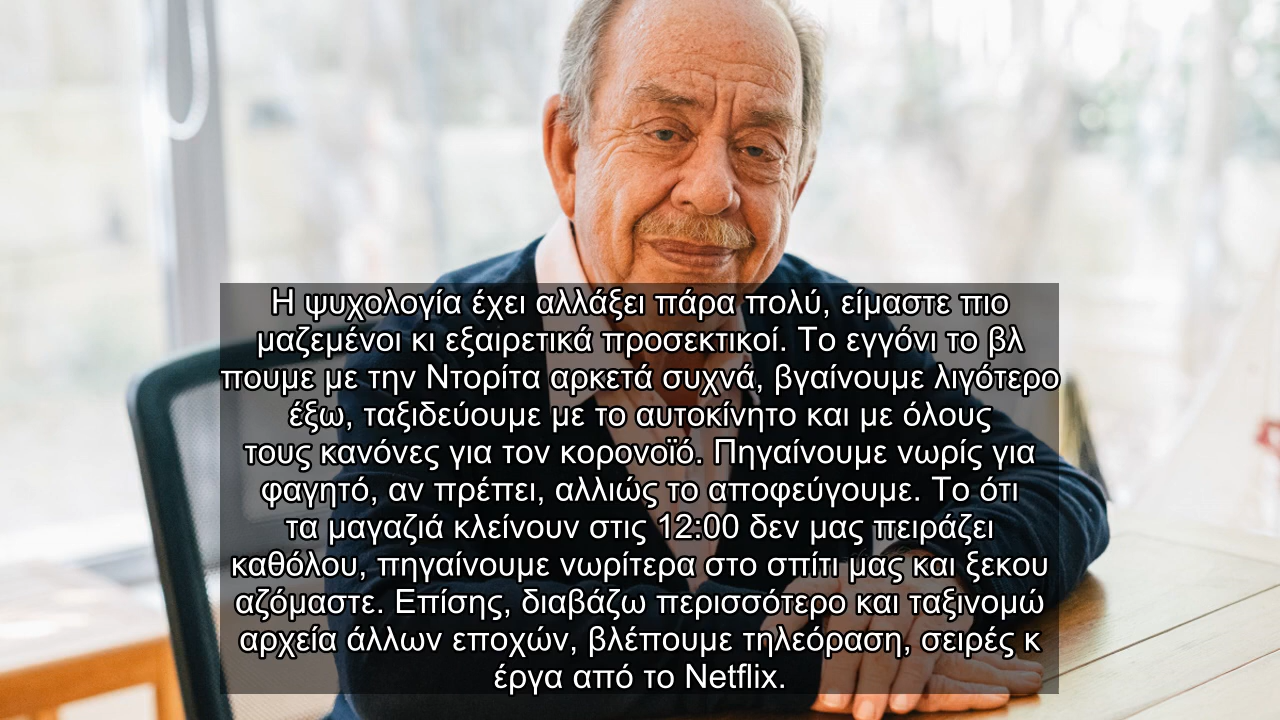 Η ψυχολογία έχει αλλάξει πάρα πολύ, είμαστε πιο
μαζεμένοι κι εξαιρετικά προσεκτικοί. Το εγγόνι το βλ
πουμε με την Ντορίτα αρκετά συχνά, βγαίνουμε λιγότερο
έξω, ταξιδεύουμε με το αυτοκίνητο και με όλους
τους κανόνες για τον κορονοϊό. Πηγαίνουμε νωρίς για
φαγητό, αν πρέπει, αλλιώς το αποφεύγουμε. Το ότι
τα μαγαζιά κλείνουν στις 12:00 δεν μας πειράζει
καθόλου, πηγαίνουμε νωρίτερα στο σπίτι μας και ξεκου
αζόμαστε. Επίσης, διαβάζω περισσότερο και ταξινομώ
αρχεία άλλων εποχών, βλέπουμε τηλεόραση, σειρές κ
έργα από το Netflix.